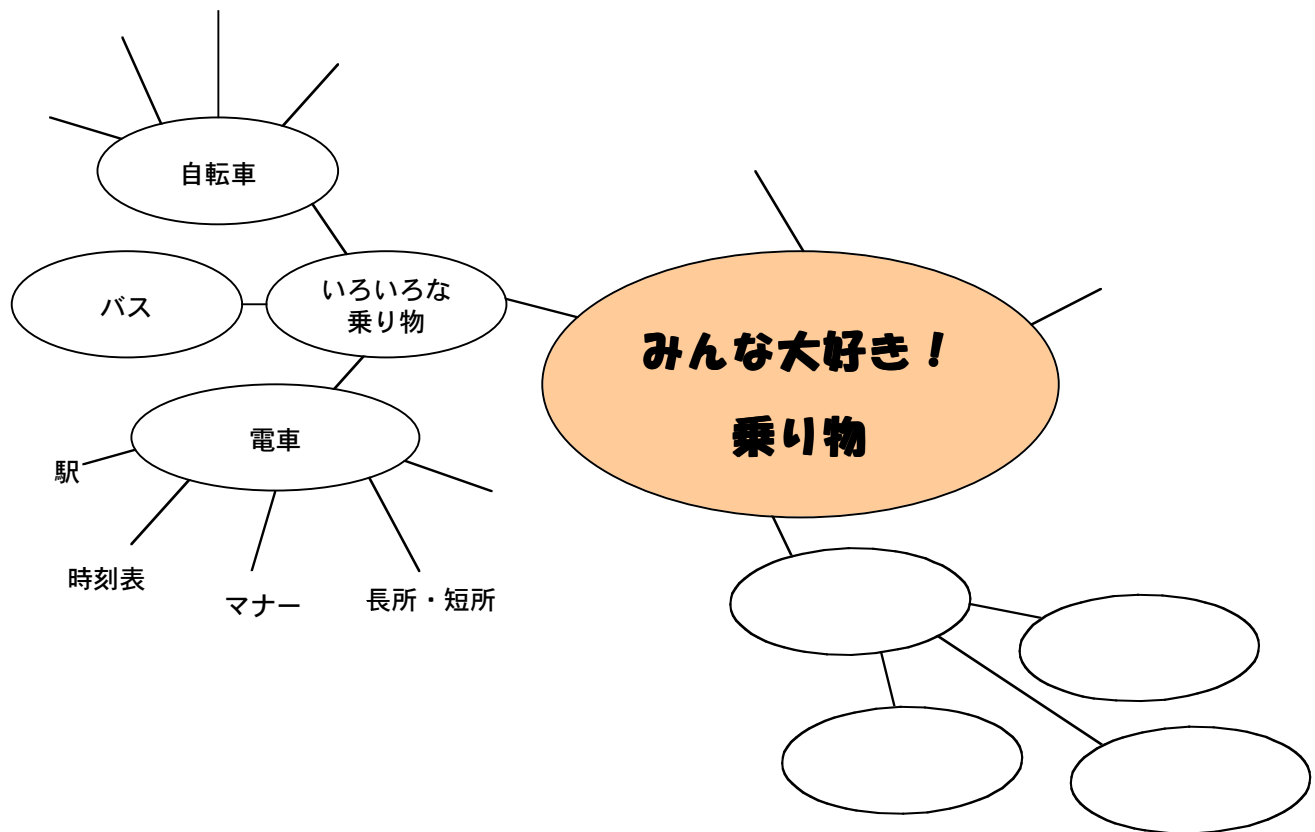 自転車
バス
いろいろな
乗り物
みんな大好き！
乗り物
電車
駅
時刻表
マナー
長所・短所